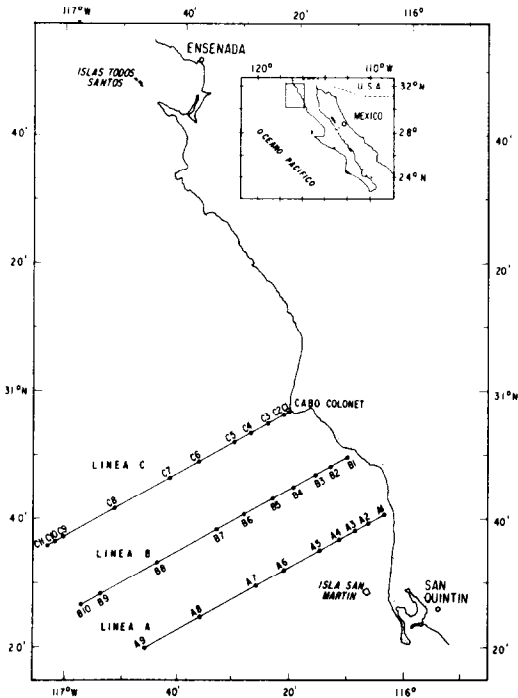 117°W 20' 116°
ENSENADA
ISLAS TODOS
SANTOS
120° 110°W
U.S.A.
32°N
MEXICO
28°
24°N
OCEANO PACIFICO
40' 40'
20' 20'
31°N 31°N
CABO COLONET
C11 C10 C9 C8 C7 C6 C5 C4 C3 C2 C1
LINEA C
B10 B9 B8 B7 B6 B5 B4 B3 B2 B1
LINEA B
A9 A8 A7 A6 A5 A4 A3 A2 A1
LINEA A
40' 40'
ISLA SAN
MARTIN
SAN
QUINTIN
20' 20'
117°W 40' 20' 116°